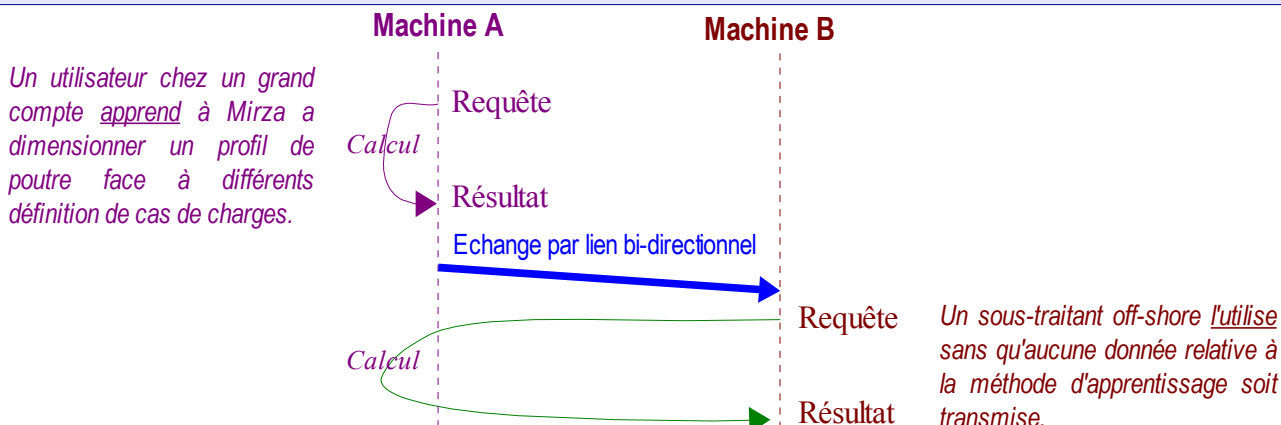 Machine A
Machine B
Un utilisateur chez un grand
compte apprend à Mirza a
dimensionner un profil de
poutre face à différents
définition de cas de charges.
Requête
Calcul
Résultat
Echange par lien bi-directionnel
Requête
Calcul
Résultat
Un sous-traitant off-shore l'utilise
sans qu'aucune donnée relative à
la méthode d'apprentissage soit
transmise.